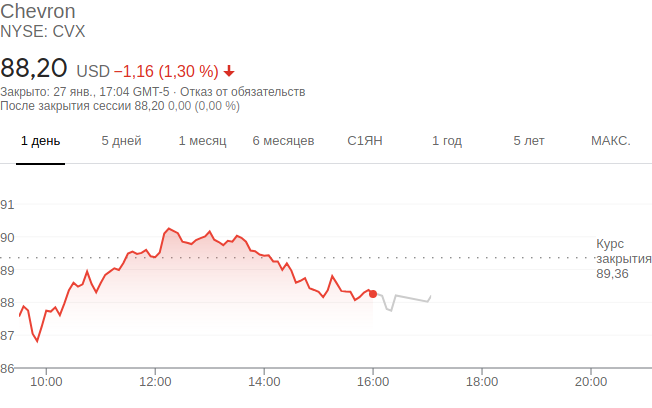 Chevron
NYSE: CVX
88,20 USD −1,16 (1,30 %)
Закрыто: 27 янв., 17:04 GMT-5 · Отказ от обязательств
После закрытия сессии 88,20 0,00 (0,00 %)
1 день 5 дней 1 месяц 6 месяцев С1ЯН 1 год 5 лет МАКС.
91
90
89
88
87
86
Курс
закрытия
89,36
10:00 12:00 14:00 16:00 18:00 20:00